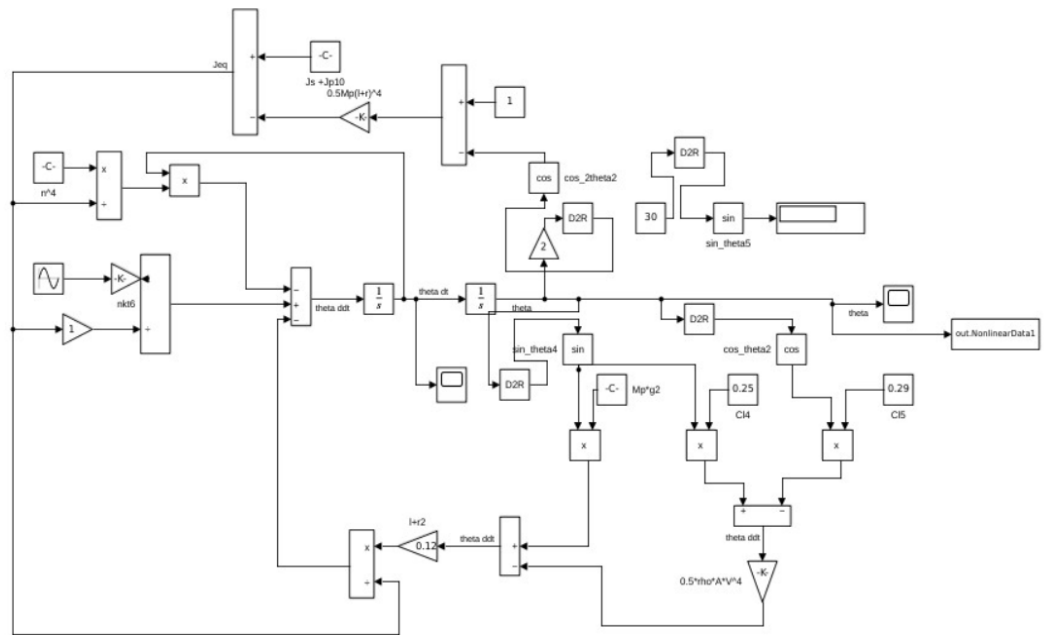 Jeq
+
-C-
Js +Jp10
0.5Mp(l+r)^4
−
-K-
+
1
−
cos
cos_2theta2
D2R
2
D2R
30
sin
sin_theta5
-C-
n^4
x
÷
x
-K-
nkt6
1
÷
−
+
−
theta ddt
1
s
theta dt
1
s
theta
theta
out.NonlinearData1
sin_theta4
sin
D2R
D2R
cos_theta2
cos
-C-
Mp*g2
0.25
Cl4
0.29
Cl5
x
x
x
+ −
theta ddt
-K-
0.5*rho*A*V^4
l+r2
0.12
theta ddt
+
−
x
÷